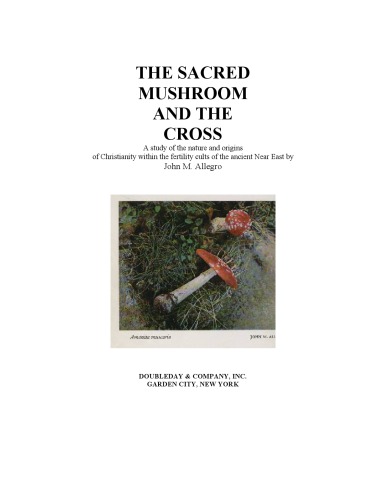 THE SACRED
MUSHROOM
AND THE
CROSS
A study of the nature and origins
of Christianity within the fertility cults of the ancient Near East by
John M. Allegro
Amanita muscaria
JOHN M.
DOUBLEDAY & COMPANY, INC.
GARDEN CITY, NEW YORK